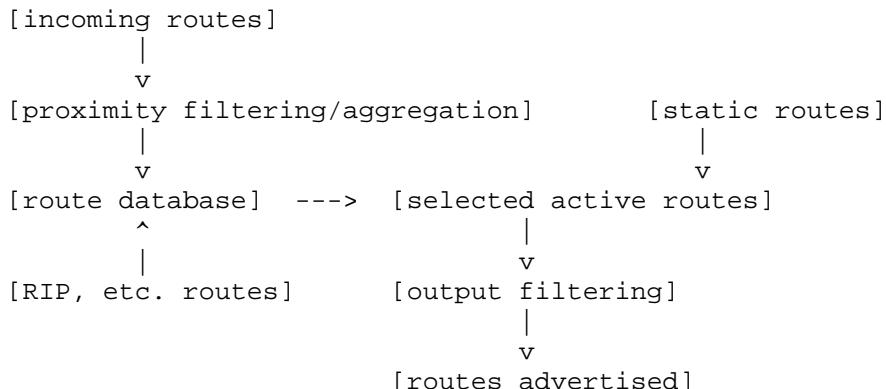 [incoming routes]
|
v
[proximity filtering/aggregation] [static routes]
| |
v v
[route database] ---> [selected active routes]
^ |
| v
[RIP, etc. routes] [output filtering]
|
v
[routes advertised]